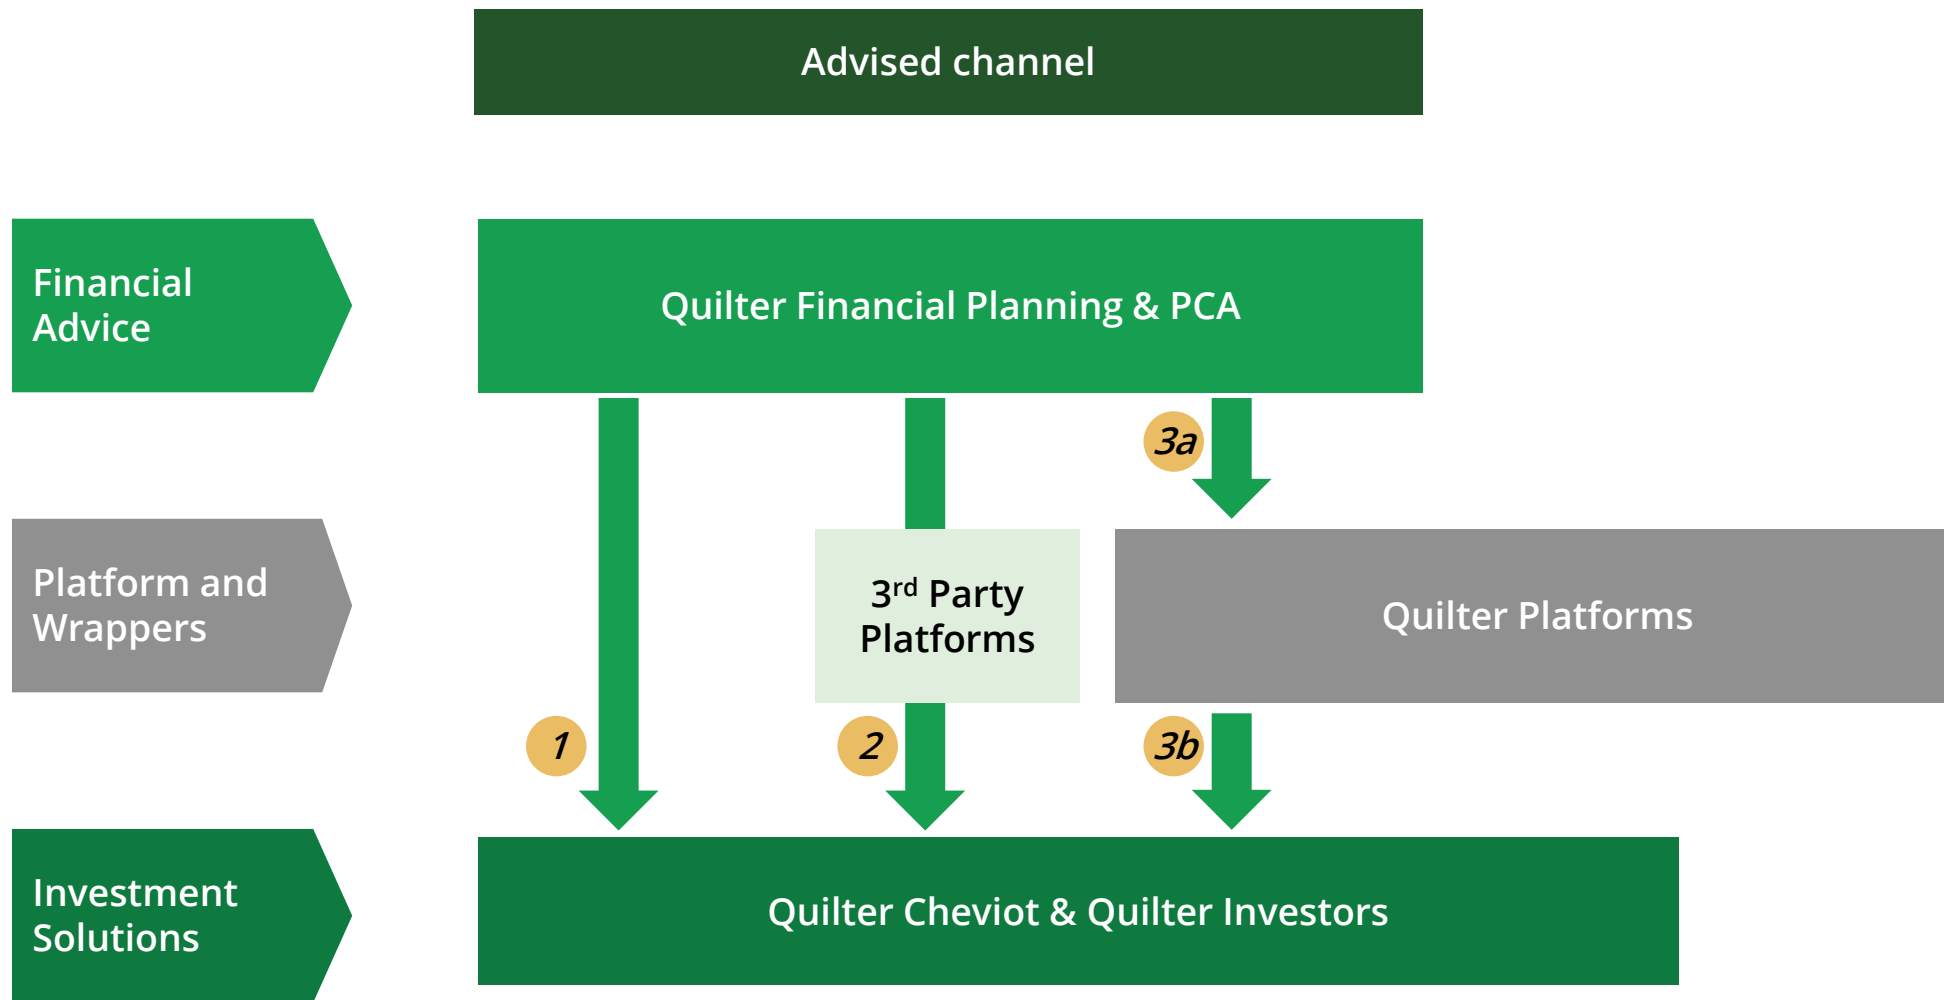 Advised channel
Financial
Advice
Quilter Financial Planning & PCA
3a
Platform and
Wrappers
3rd Party
Platforms
Quilter Platforms
1
2
3b
Investment
Solutions
Quilter Cheviot & Quilter Investors